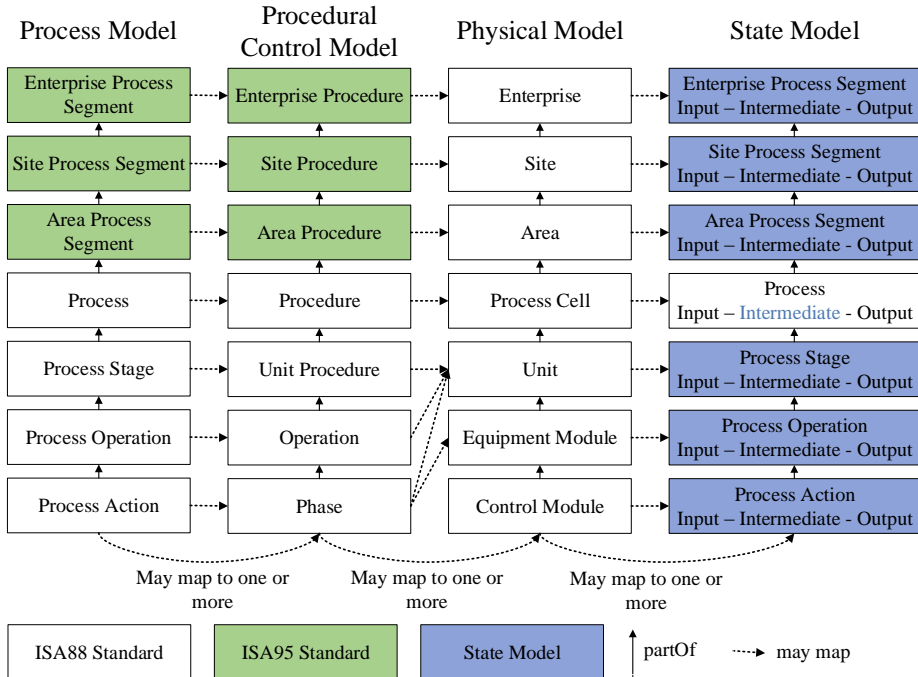 Process Model
Procedural
Control Model
Physical Model
State Model
Enterprise Process
Segment
Enterprise Procedure
Enterprise
Enterprise Process Segment
Input – Intermediate - Output
Site Process Segment
Site Procedure
Site
Site Process Segment
Input – Intermediate - Output
Area Process
Segment
Area Procedure
Area
Area Process Segment
Input – Intermediate - Output
Process
Procedure
Process Cell
Process
Input – Intermediate - Output
Process Stage
Unit Procedure
Unit
Process Stage
Input – Intermediate - Output
Process Operation
Operation
Equipment Module
Process Operation
Input – Intermediate - Output
Process Action
Phase
Control Module
Process Action
Input – Intermediate - Output
May map to one or
more
May map to one or
more
May map to one or
more
ISA88 Standard
ISA95 Standard
State Model
partOf
may map